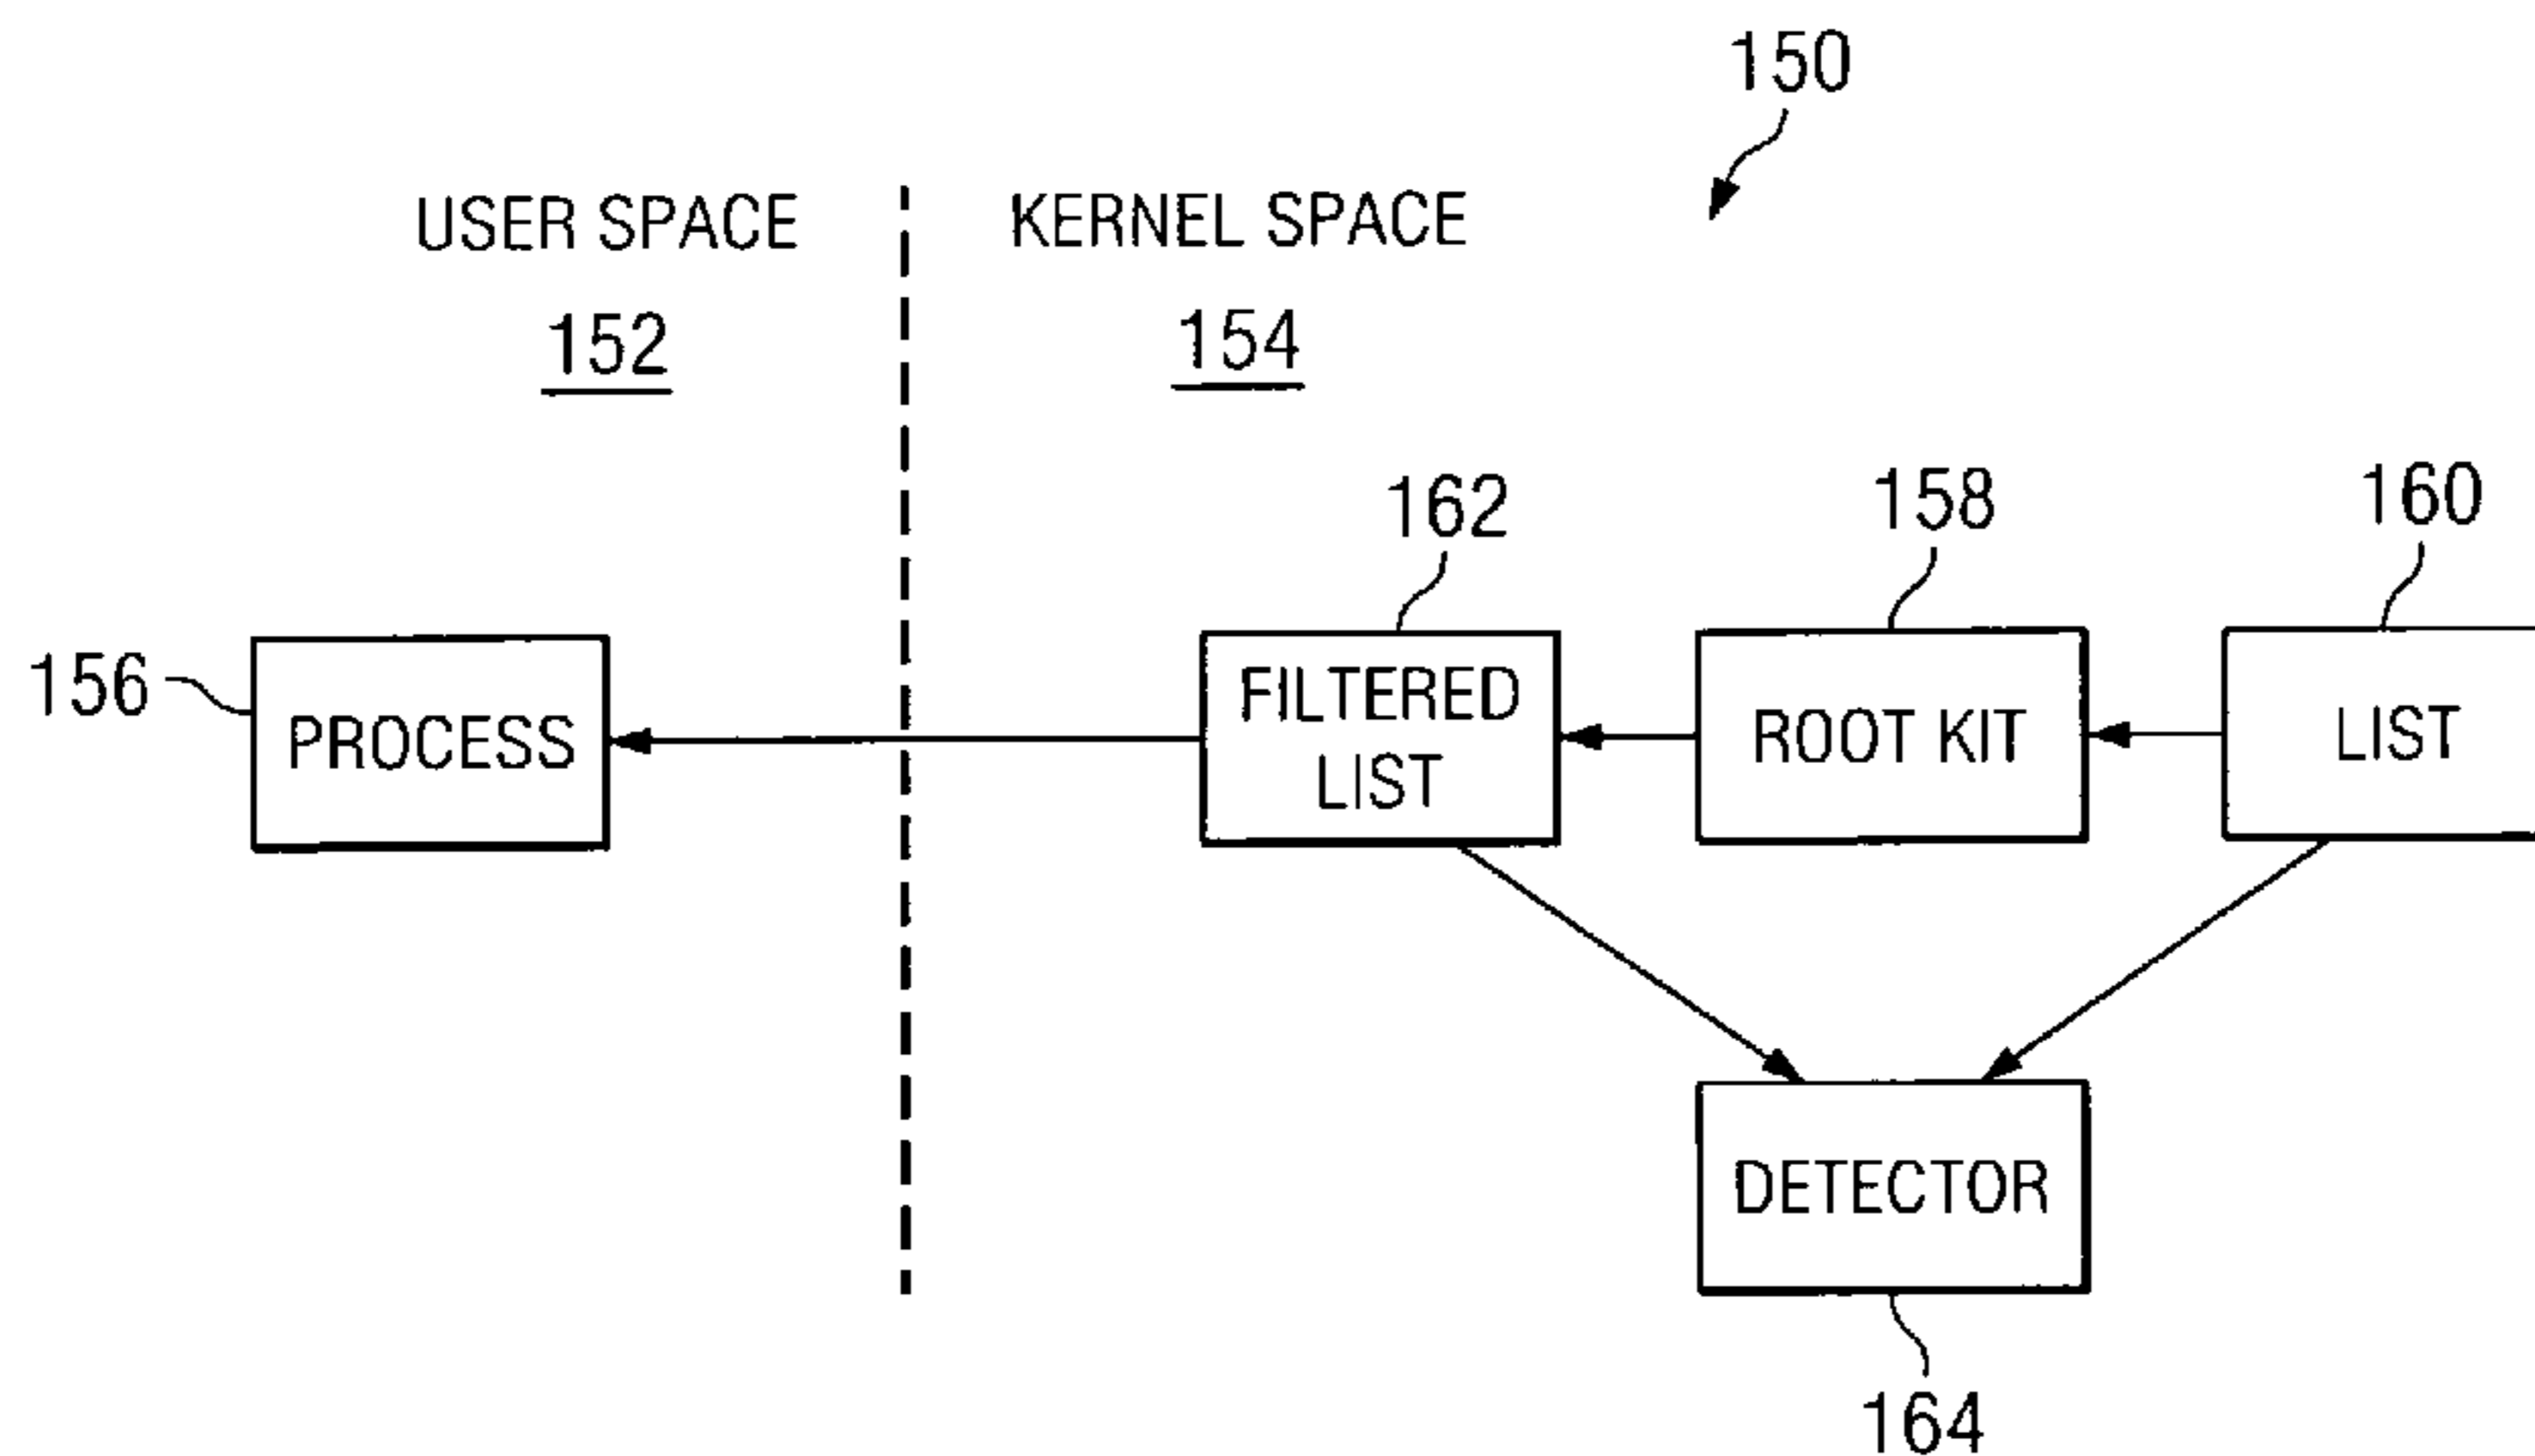 150
USER SPACE
KERNEL SPACE
152
154
162
158
160
156
PROCESS
FILTERED
LIST
ROOT KIT
LIST
DETECTOR
164